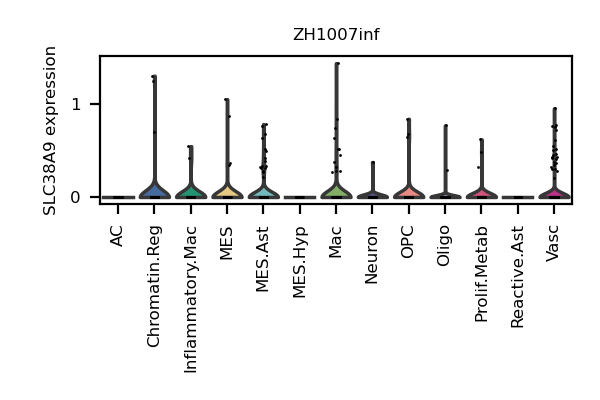 ZH1007inf
SLC38A9 expression
1
0
AC
Chromatin.Reg
Inflammatory.Mac
MES
MES.Ast
MES.Hyp
Mac
Neuron
OPC
Oligo
Prolif.Metab
Reactive.Ast
Vasc